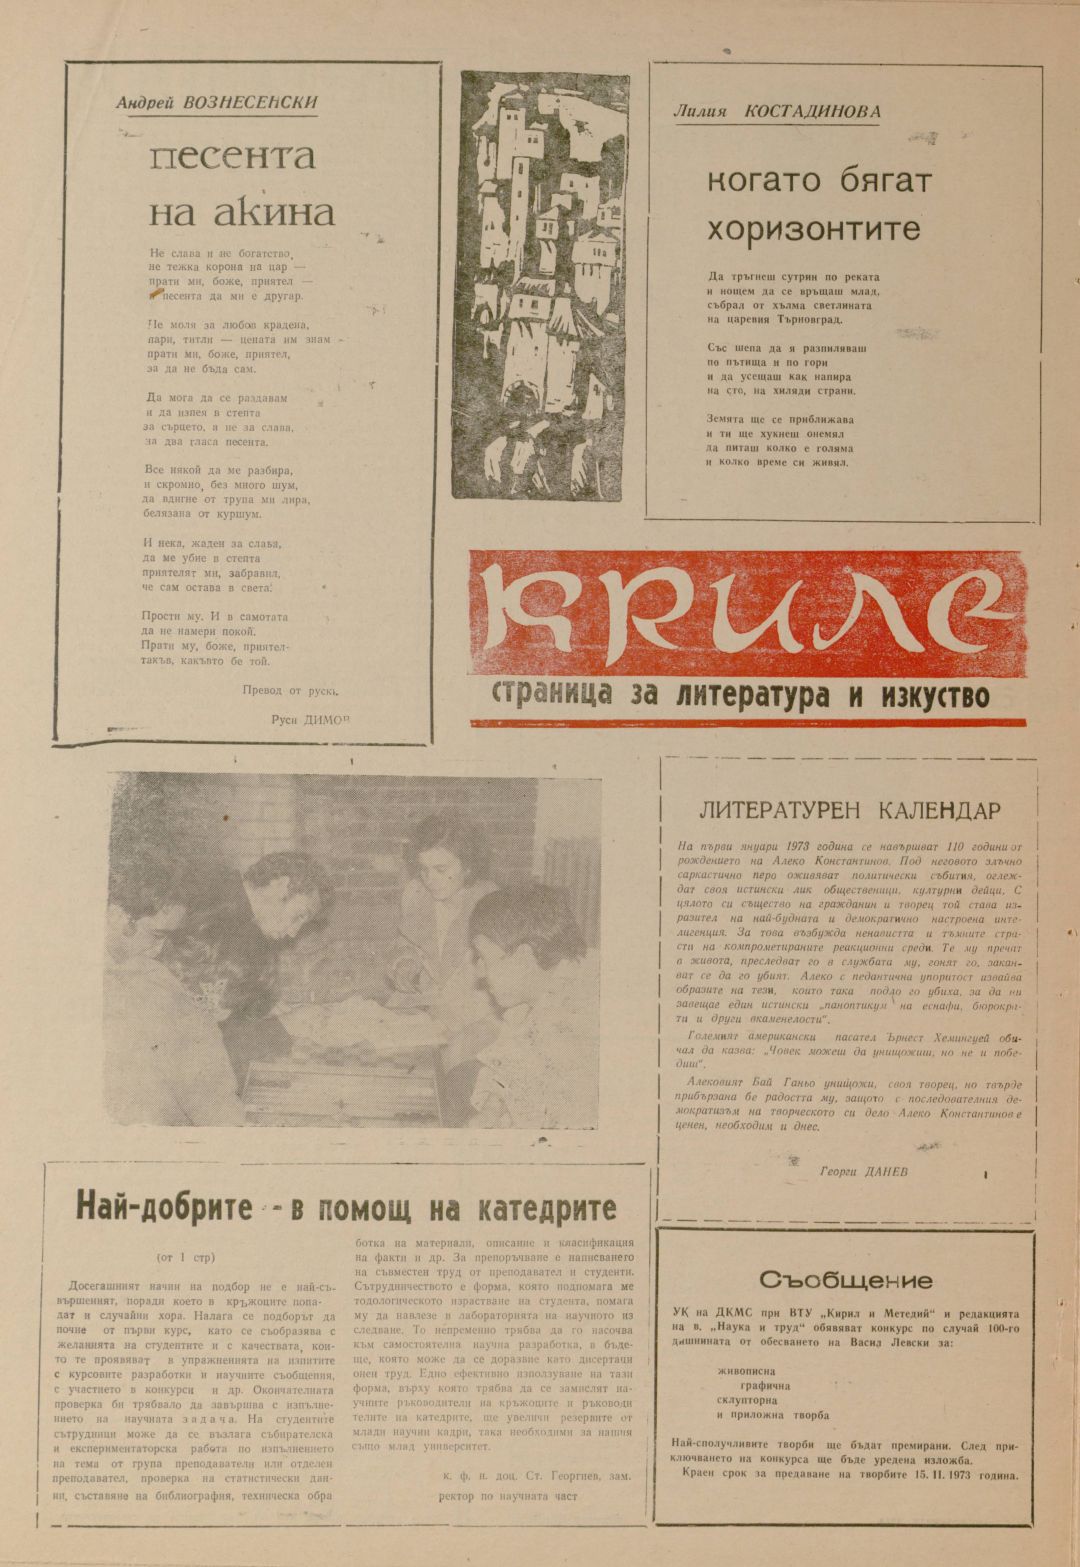 Андрей ВОЗНЕСЕНСКИ
песента
на акина
Не слава и не богатство,
не тежка корона на цар —
прати ми, боже, приятел —
и песента да ми е другар.
Не моля за любов крадена,
пари, титли — цената им знам
прати ми, боже, приятел,
за да не бъда сам.
Да мога да се раздавам
и да изпея в степта
за сърцето, а не за слава,
за два гласа песента.
Все някой да ме разбира,
и скромно, без много шум,
да вдигне от трупа ми лира,
белязана от куршум.
И нека, жаден за слава,
да ме убие в степта
приятелят ми, забравил,
че сам остава в света.
Прости му. И в самотата
да не намери покой.
Прати му, боже, приятел-
такъв, какъвто бе той.
Превод от руски
Руси ДИМОВ
Лилия КОСТАДИНОВА
когато бягат
хоризонтите
Да тръгнеш сутрин по реката
и нощем да се връщаш млад,
събрал от хълма светлината
на царевия Търновград.
Със шепа да я разпиляваш
по пътища и по гори
и да усещаш как напира
на сто, на хиляди страни.
Земята ще се приближава
и ти ще хукнеш онемял
да питаш колко е голяма
и колко време си живял.
криле
страница за литература и изкуство
ЛИТЕРАТУРЕН КАЛЕНДАР
На първи януари 1973 година се навършват 110 години от
рождението на Алеко Константинов. Под неговото злъчно
саркастично перо оживяват политически събития, оглеж-
дат своя истински лик общественици, културни дейци. С
цялото си същество на гражданин и творец той става из-
разител на най-будната и демократично настроена инте-
лигенция. За това възбужда ненавистта и тъмните стра-
сти на компрометираните реакционни среди. Те му пречат
в живота, преследват го в службата му, гонят го, закан-
ват се да го убият. Алеко с педантична упоритост извайва
образите на тези, които така подло го убиха, за да ни
завещае един истински „паноптикум на еснафи, бюрокра-
ти и други вкаменелости“.
Големият американски писател Ърнест Хемингуей оби-
чал да казва: „Човек можеш да унищожиш, но не и побе-
диш“.
Алековият Бай Ганьо унищожи, своя творец, но твърде
прибързана бе радостта му, защото с последователния де-
мократизъм на творческото си дело Алеко Константинов е
ценен, необходим и днес.
Георги ДАНЕВ
Най-добрите - в помощ на катедрите
(от 1 стр)
Досегашният начин на подбор не е най-съ-
вършеният, поради което в кръжоците попа-
дат и случайни хора. Налага се подборът да
почне от първи курс, като се съобразява с
желанията на студентите и с качествата, кои-
то те проявяват в упражненията на изпитите
с курсовите разработки и научните съобщения,
с участието в конкурси и др. Окончателната
проверка би трябвало да завършва с изпълне-
нието на научната задача. На студентите
сътрудници може да се възлага събирателска
и експериментаторска работа по изпълнението
на тема от група преподаватели или отделен
преподавател, проверка на статистически дан-
ни, съставяне на библиография, техническа обра
ботка на материали, описание и класификация
на факти и др. За препоръчване е написването
на съвместен труд от преподавател и студенти.
Сътрудничеството е форма, която подпомага ме
тодологическото израстване на студента, помага
му да навлезе в лабораторията на научното из
следване. То непременно трябва да го насочва
към самостоятелна научна разработка, в бъде-
ще, която може да се доразвие като дисертаци
онен труд. Едно ефективно използуване на тази
форма, върху която трябва да се замислят на-
учните ръководители на кръжоците и ръководи
телите на катедрите, ще увеличи резервите от
млади научни кадри, така необходими за нашия
също млад университет.
к. ф. н. доц. Ст. Георгиев, зам.
ректор по научната част
Съобщение
УК на ДКМС при ВТУ „Кирил и Методий“ и редакцията
на в. „Наука и труд“ обявяват конкурс по случай 100-го
дишнината от обесването на Васил Левски за:
живописна
графична
скулпторна
и приложна творба
Най-сполучливите творби ще бъдат премирани. След при-
ключването на конкурса ще бъде уредена изложба.
Краен срок за предаване на творбите 15. II. 1973 година.